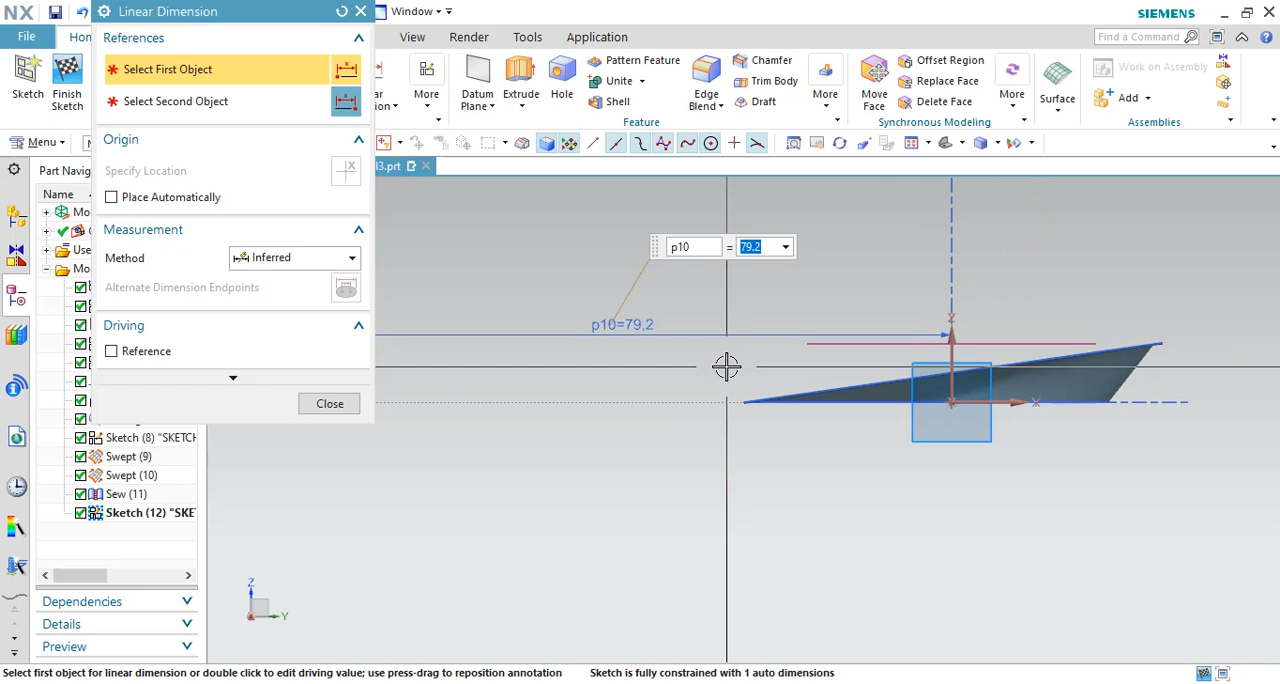 NX
Linear Dimension
Window
SIEMENS
File
Hom
View
Render
Tools
Application
Find a Command
References
Select First Object
Select Second Object
Origin
Specify Location
Place Automatically
Measurement
Method
Inferred
Alternate Dimension Endpoints
Driving
Reference
Close
Sketch
Finish
Sketch
More
Datum
Plane
Extrude
Hole
Pattern Feature
Unite
Shell
Edge
Blend
Chamfer
Trim Body
Draft
More
Feature
Move
Face
Offset Region
Replace Face
Delete Face
More
Synchronous Modeling
Surface
Work on Assembly
Add
Assemblies
Menu
Part Navig
l3.prt
Name
Mo
Use
Mo
Sketch (8) "SKETCH
Swept (9)
Swept (10)
Sew (11)
Sketch (12) "SKE
Dependencies
Details
Preview
p10 = 79.2
p10=79,2
Z
X
Z
Y
Select first object for linear dimension or double click to edit driving value; use press-drag to reposition annotation
Sketch is fully constrained with 1 auto dimensions